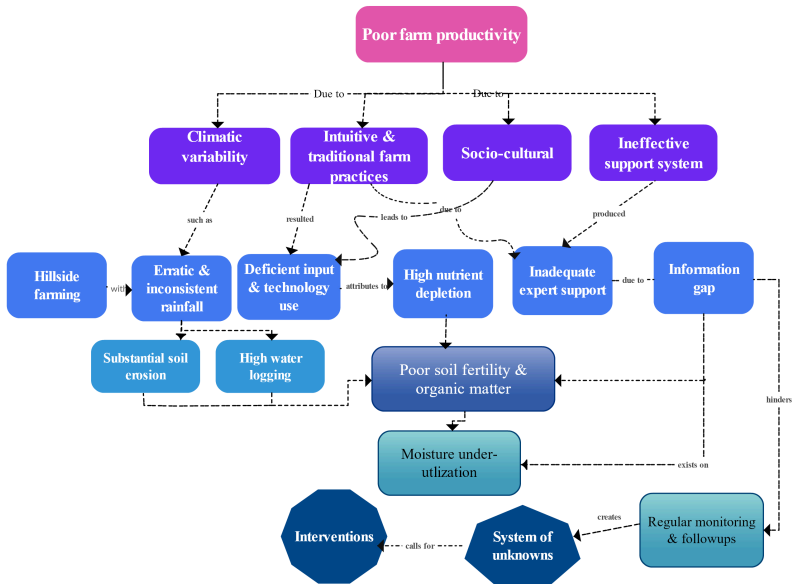 Poor farm productivity
Due to
Due to
Climatic
variability
Intuitive &
traditional farm
practices
Socio-cultural
Ineffective
support system
such as
resulted
leads to
due to
produced
Hillside
farming
with
Erratic &
inconsistent
rainfall
Deficient input
& technology
use
attributes to
High nutrient
depletion
Inadequate
expert support
due to
Information
gap
Substantial soil
erosion
High water
logging
Poor soil fertility &
organic matter
hinders
Moisture under-
utlization
exists on
Interventions
calls for
System of
unknowns
creates
Regular monitoring
& followups